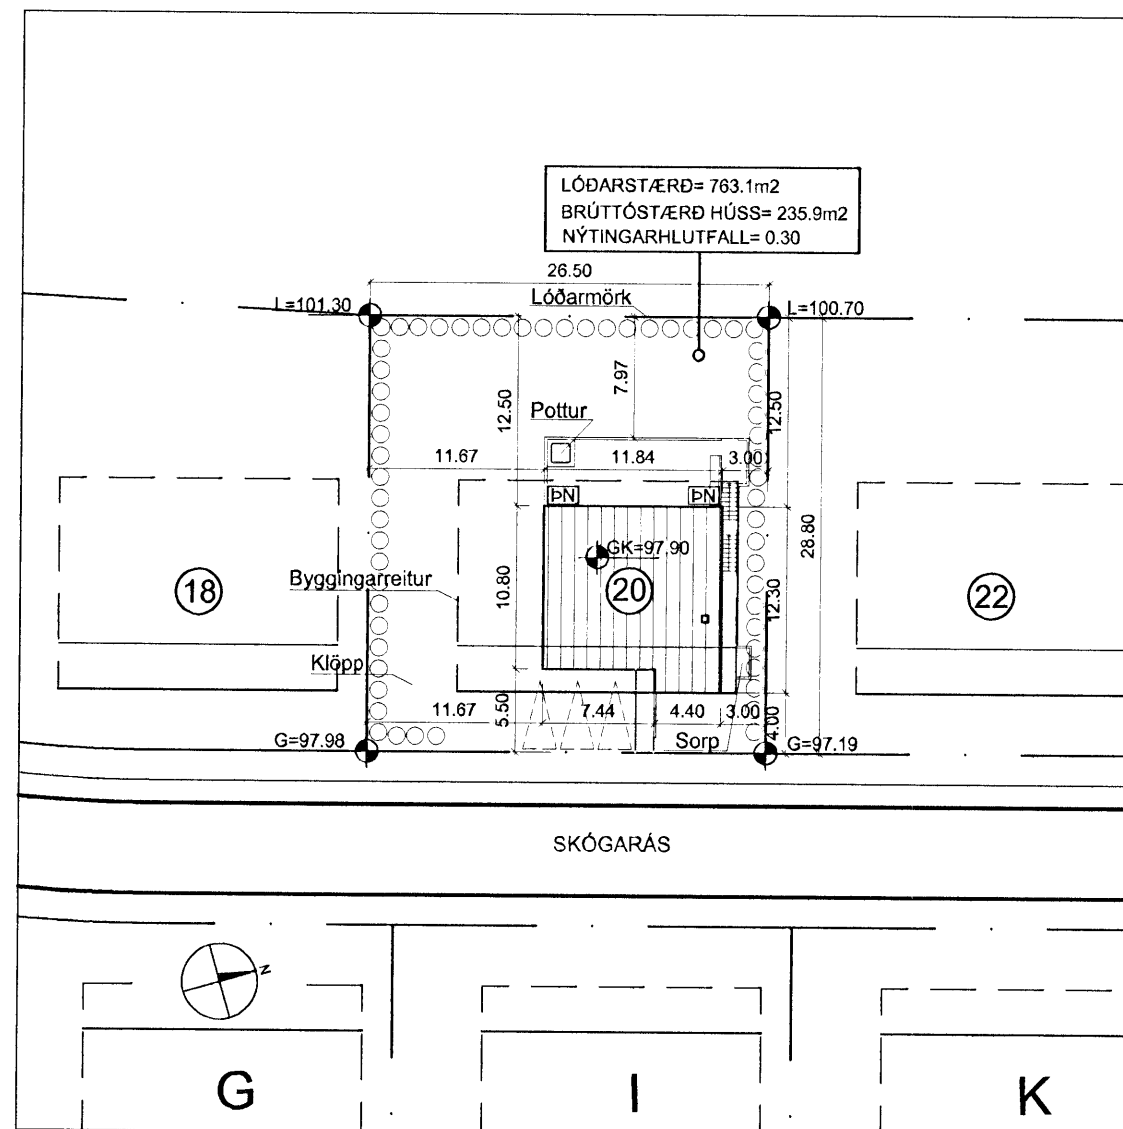 LÓÐARSTÆRÐ= 763.1m2
BRÚTTÓSTÆRÐ HÚSS= 235.9m2
NÝTINGARHLUTFALL= 0.30
26.50
L=101.30
Lóðarmörk
L=100.70
7.97
12.50
12.50
Pottur
11.67
11.84
3.00
ÞN
ÞN
28.80
GK=97.90
18
Byggingarreitur
10.80
20
12.30
22
Klöpp
11.67
5.50
7.44
4.40
3.00
4.00
G=97.98
Sorp
G=97.19
SKÓGARÁS
N
G
I
K